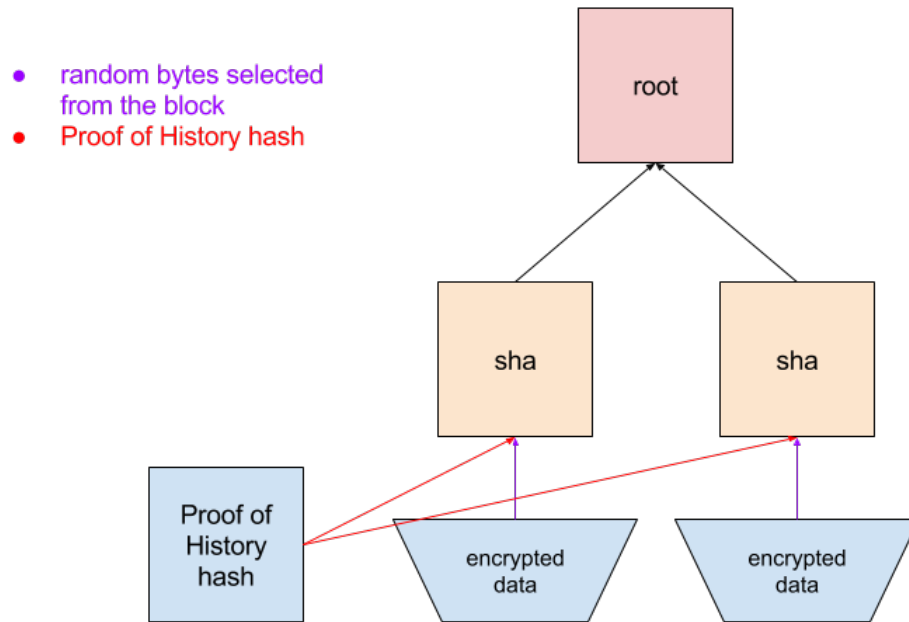 random bytes selected
from the block
Proof of History hash
root
sha
sha
Proof of
History
hash
encrypted
data
encrypted
data